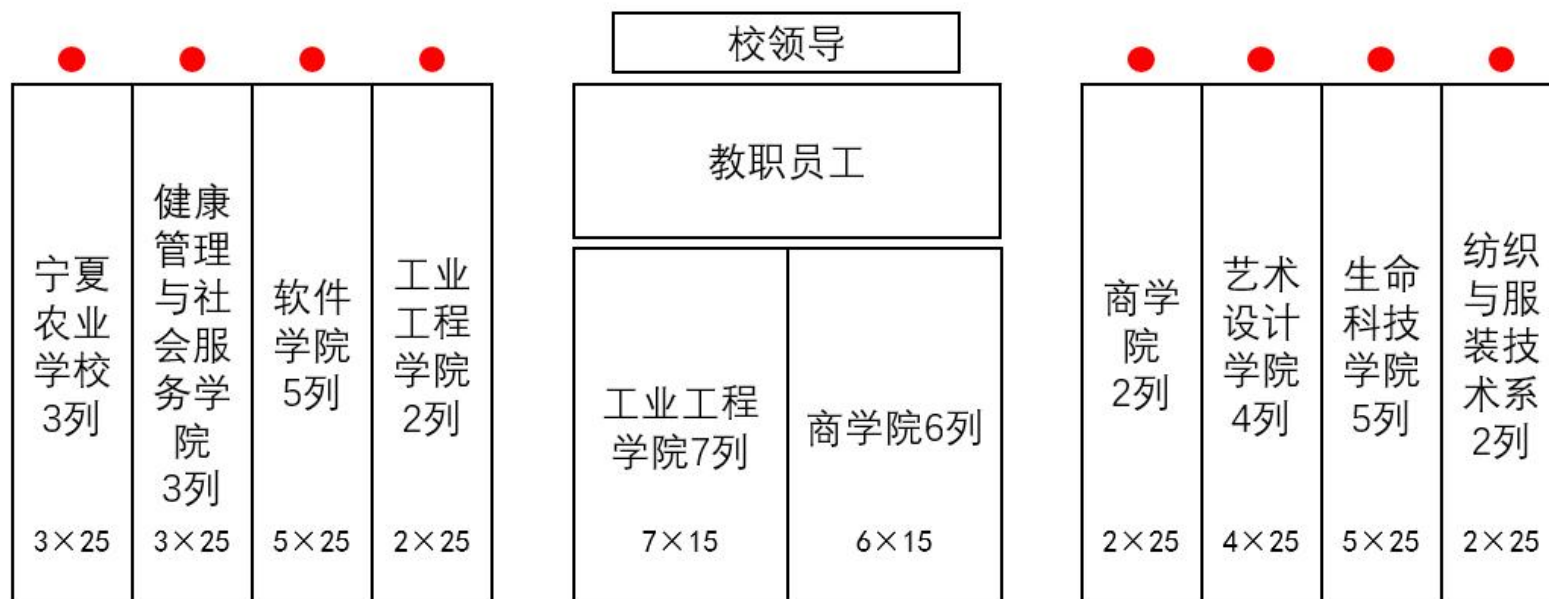 校领导
教职员工
宁夏
农业
学校
3列
3×25
健康
管理
与社
会服
务学
院
3列
3×25
软件
学院
5列
5×25
工业
工程
学院
2列
2×25
工业工程
学院7列
7×15
商学院6列
6×15
商学
院
2列
2×25
艺术
设计
学院
4列
4×25
生命
科技
学院
5列
5×25
纺织
与服
装技
术系
2列
2×25